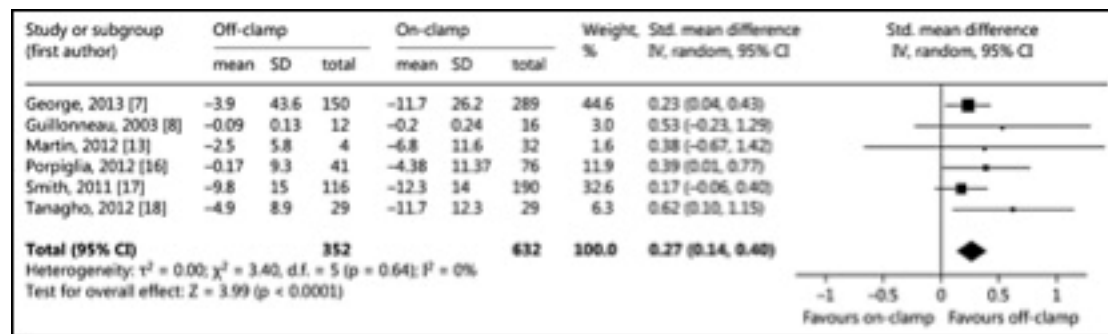 Study or subgroup (first author) Off-clamp On-clamp Weight, % Std. mean difference IV, random, 95% CI Std. mean difference IV, random, 95% CI
mean SD total mean SD total
George, 2013 [7] −3.9 43.6 150 −11.7 26.2 289 44.6 0.23 (0.04, 0.43)
Guillonneau, 2003 [8] −0.09 0.13 12 −0.2 0.24 16 3.0 0.53 (−0.23, 1.29)
Martin, 2012 [13] −2.5 5.8 4 −6.8 11.6 32 1.6 0.38 (−0.67, 1.42)
Porpiglia, 2012 [16] −0.17 9.3 41 −4.38 11.37 76 11.9 0.39 (0.01, 0.77)
Smith, 2011 [17] −9.8 15 116 −12.3 14 190 32.6 0.17 (−0.06, 0.40)
Tanagho, 2012 [18] −4.9 8.9 29 −11.7 12.3 29 6.3 0.62 (0.10, 1.15)
Total (95% CI) 352 632 100.0 0.27 (0.14, 0.40)
Heterogeneity: τ² = 0.00; χ² = 3.40, d.f. = 5 (p = 0.64); I² = 0%
Test for overall effect: Z = 3.99 (p < 0.0001)
−1 −0.5 0 0.5 1
Favours on-clamp Favours off-clamp